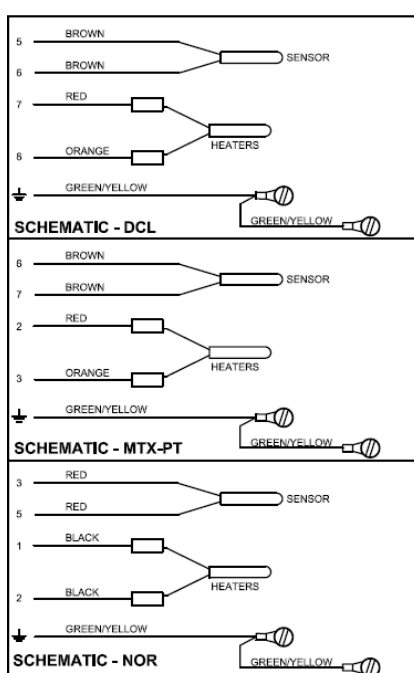 5 BROWN
SENSOR
6 BROWN
7 RED
HEATERS
8 ORANGE
GREEN/YELLOW
GREEN/YELLOW
SCHEMATIC - DCL
6 BROWN
SENSOR
7 BROWN
2 RED
HEATERS
3 ORANGE
GREEN/YELLOW
GREEN/YELLOW
SCHEMATIC - MTX-PT
3 RED
SENSOR
5 RED
1 BLACK
HEATERS
2 BLACK
GREEN/YELLOW
GREEN/YELLOW
SCHEMATIC - NOR